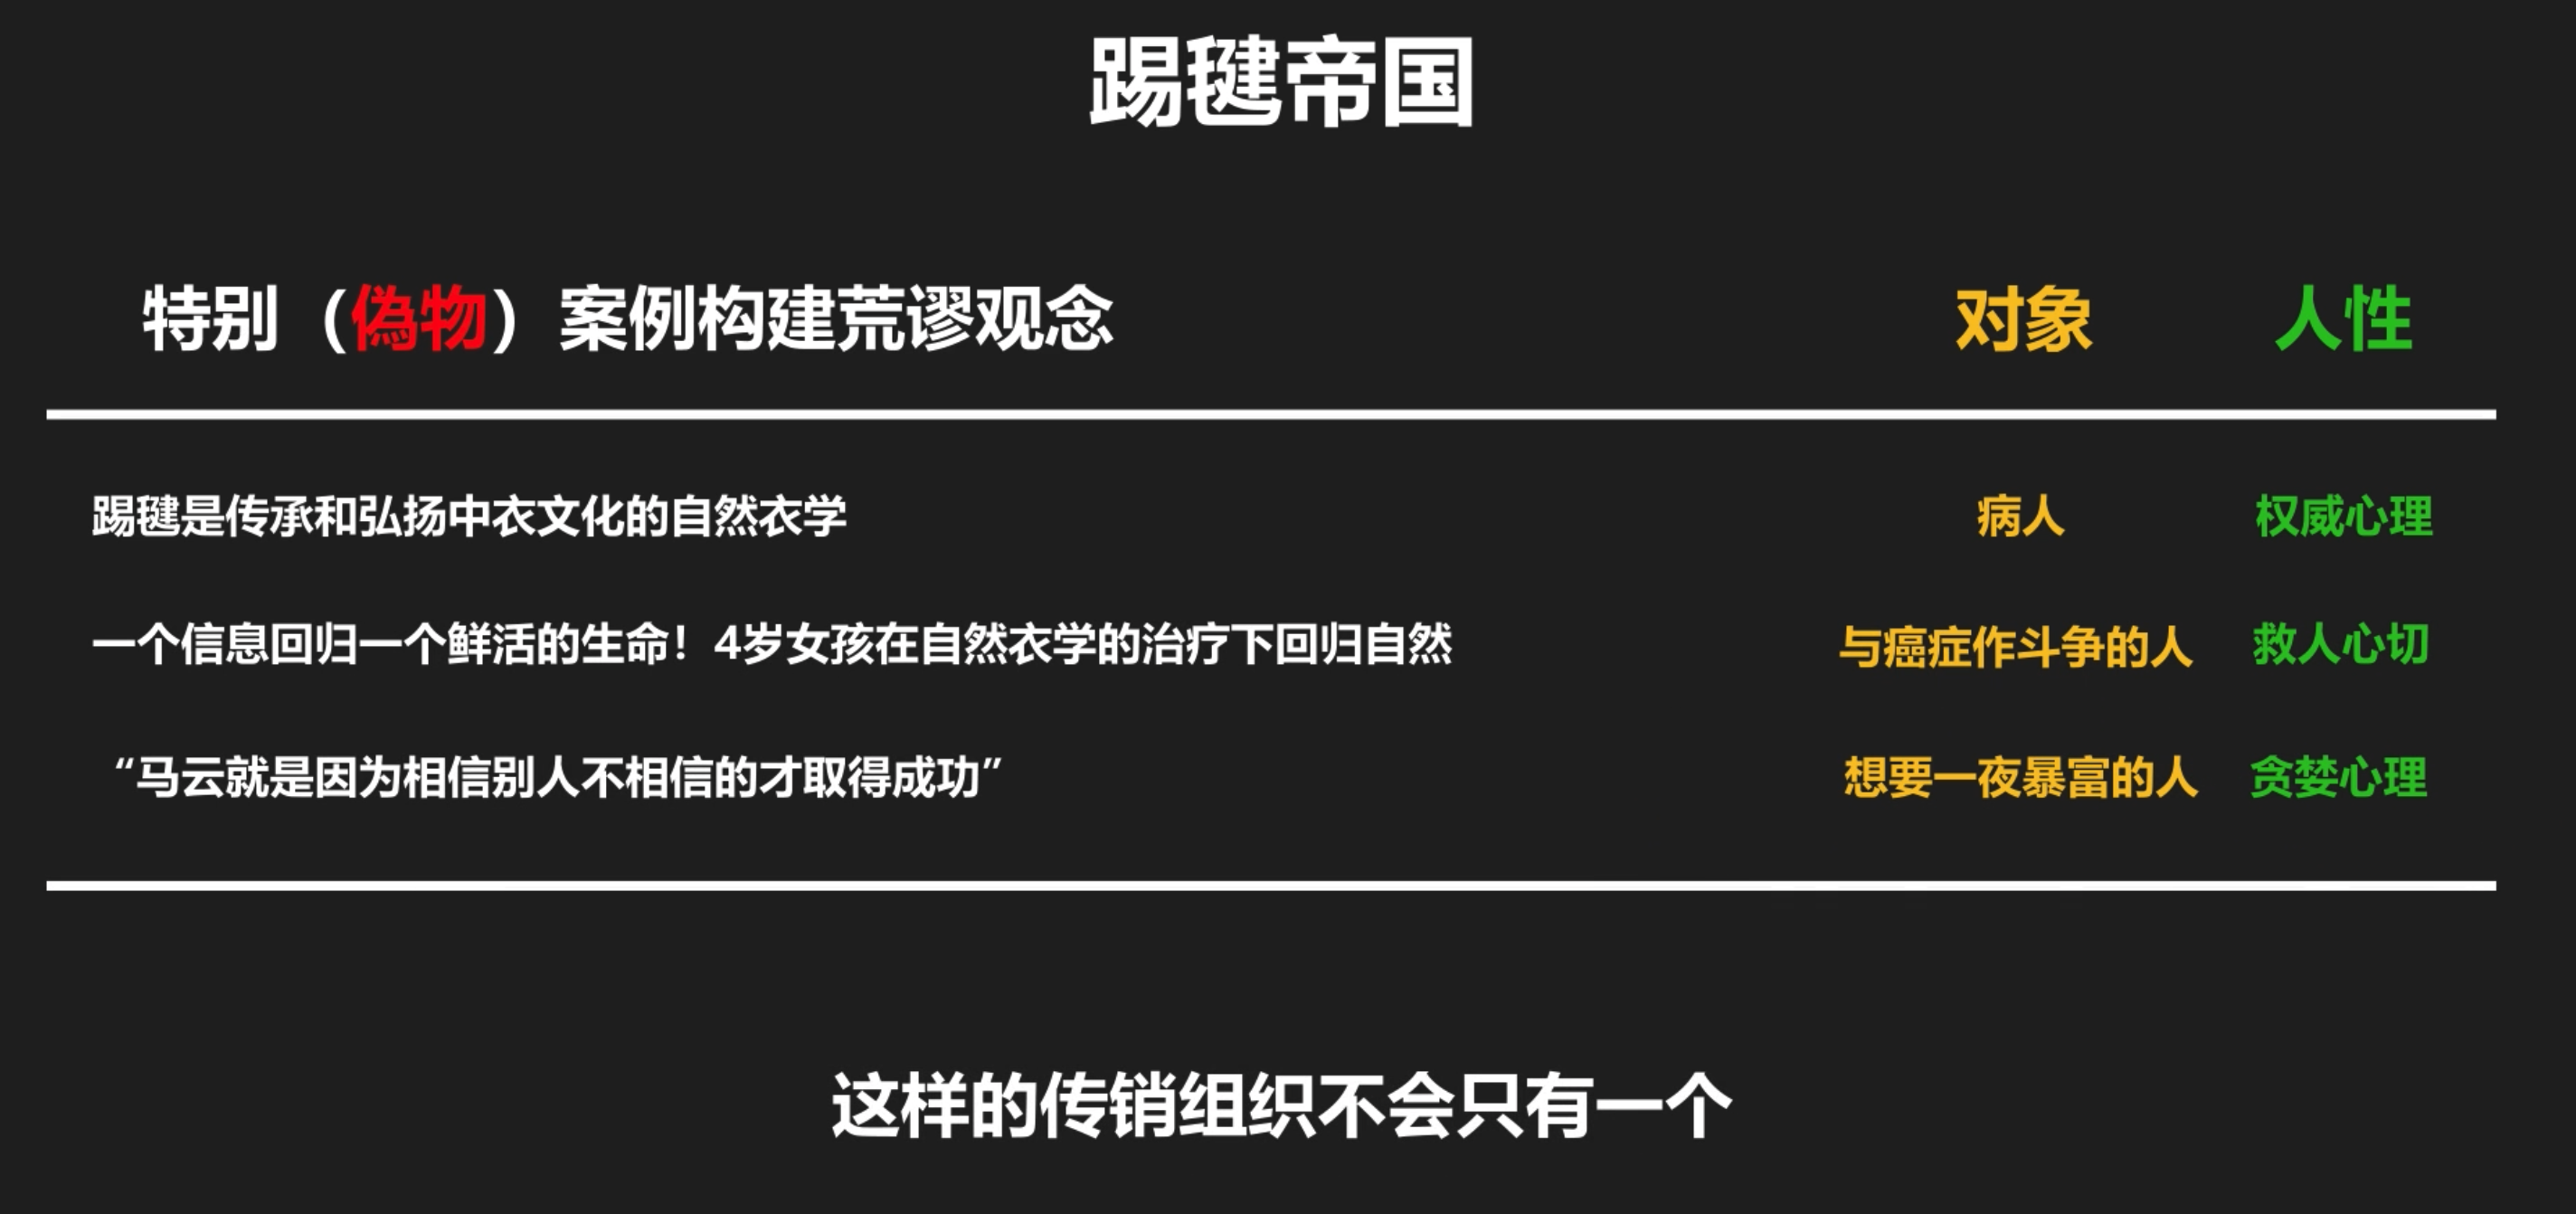 踢毽帝国
特别（偽物）案例构建荒谬观念 对象 人性
踢毽是传承和弘扬中衣文化的自然衣学 病人 权威心理
一个信息回归一个鲜活的生命！4岁女孩在自然衣学的治疗下回归自然 与癌症作斗争的人 救人心切
“马云就是因为相信别人不相信的才取得成功” 想要一夜暴富的人 贪婪心理
这样的传销组织不会只有一个